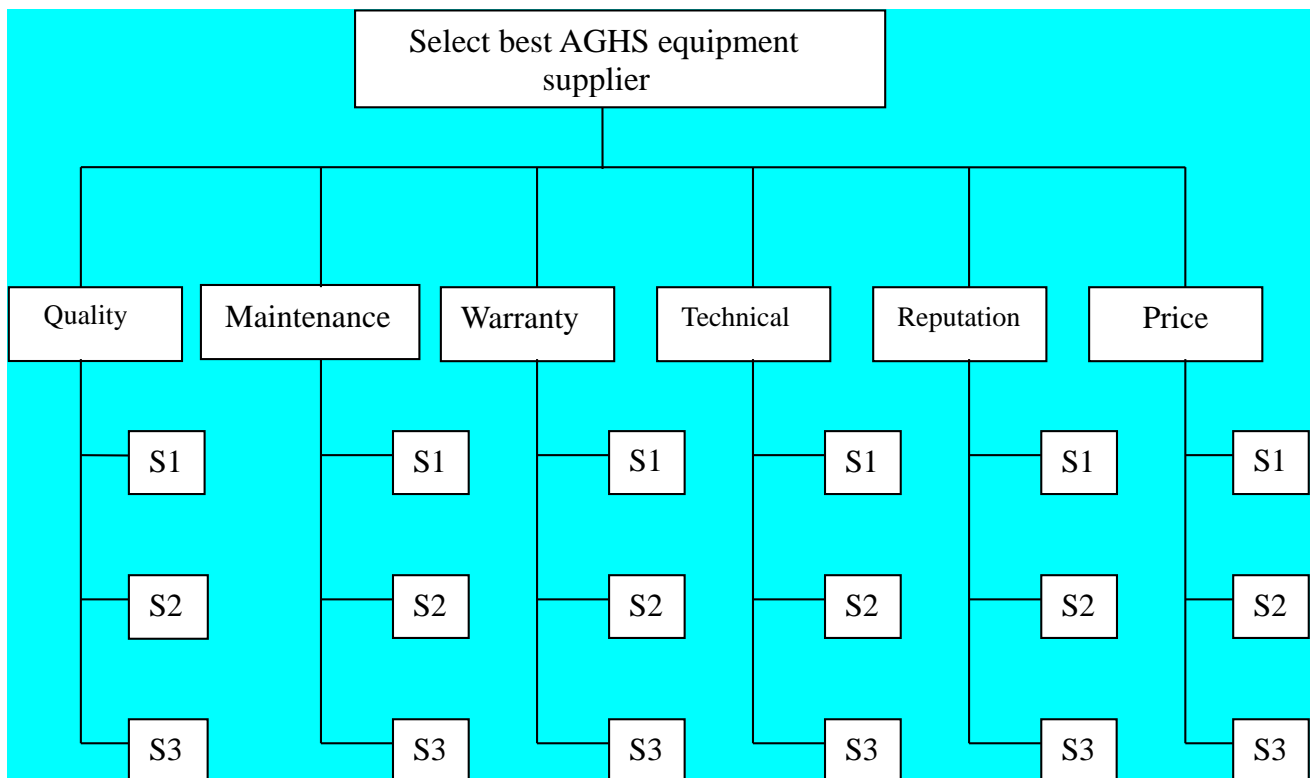 Select best AGHS equipment
supplier
Quality Maintenance Warranty Technical Reputation Price
S1 S1 S1 S1 S1 S1
S2 S2 S2 S2 S2 S2
S3 S3 S3 S3 S3 S3